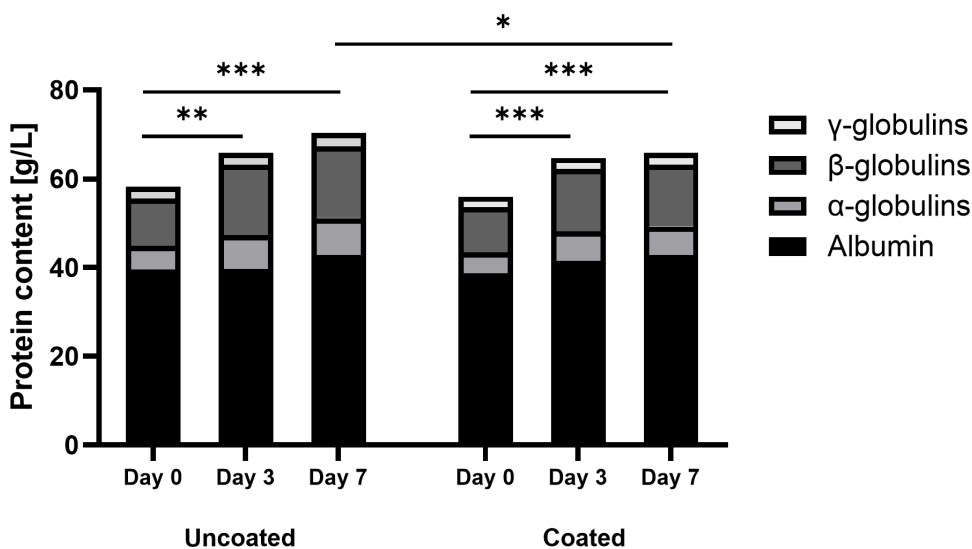 *
*** ***
** ***
Protein content [g/L]
80
60
40
20
0
Day 0 Day 3 Day 7 Day 0 Day 3 Day 7
Uncoated Coated
γ-globulins
β-globulins
α-globulins
Albumin